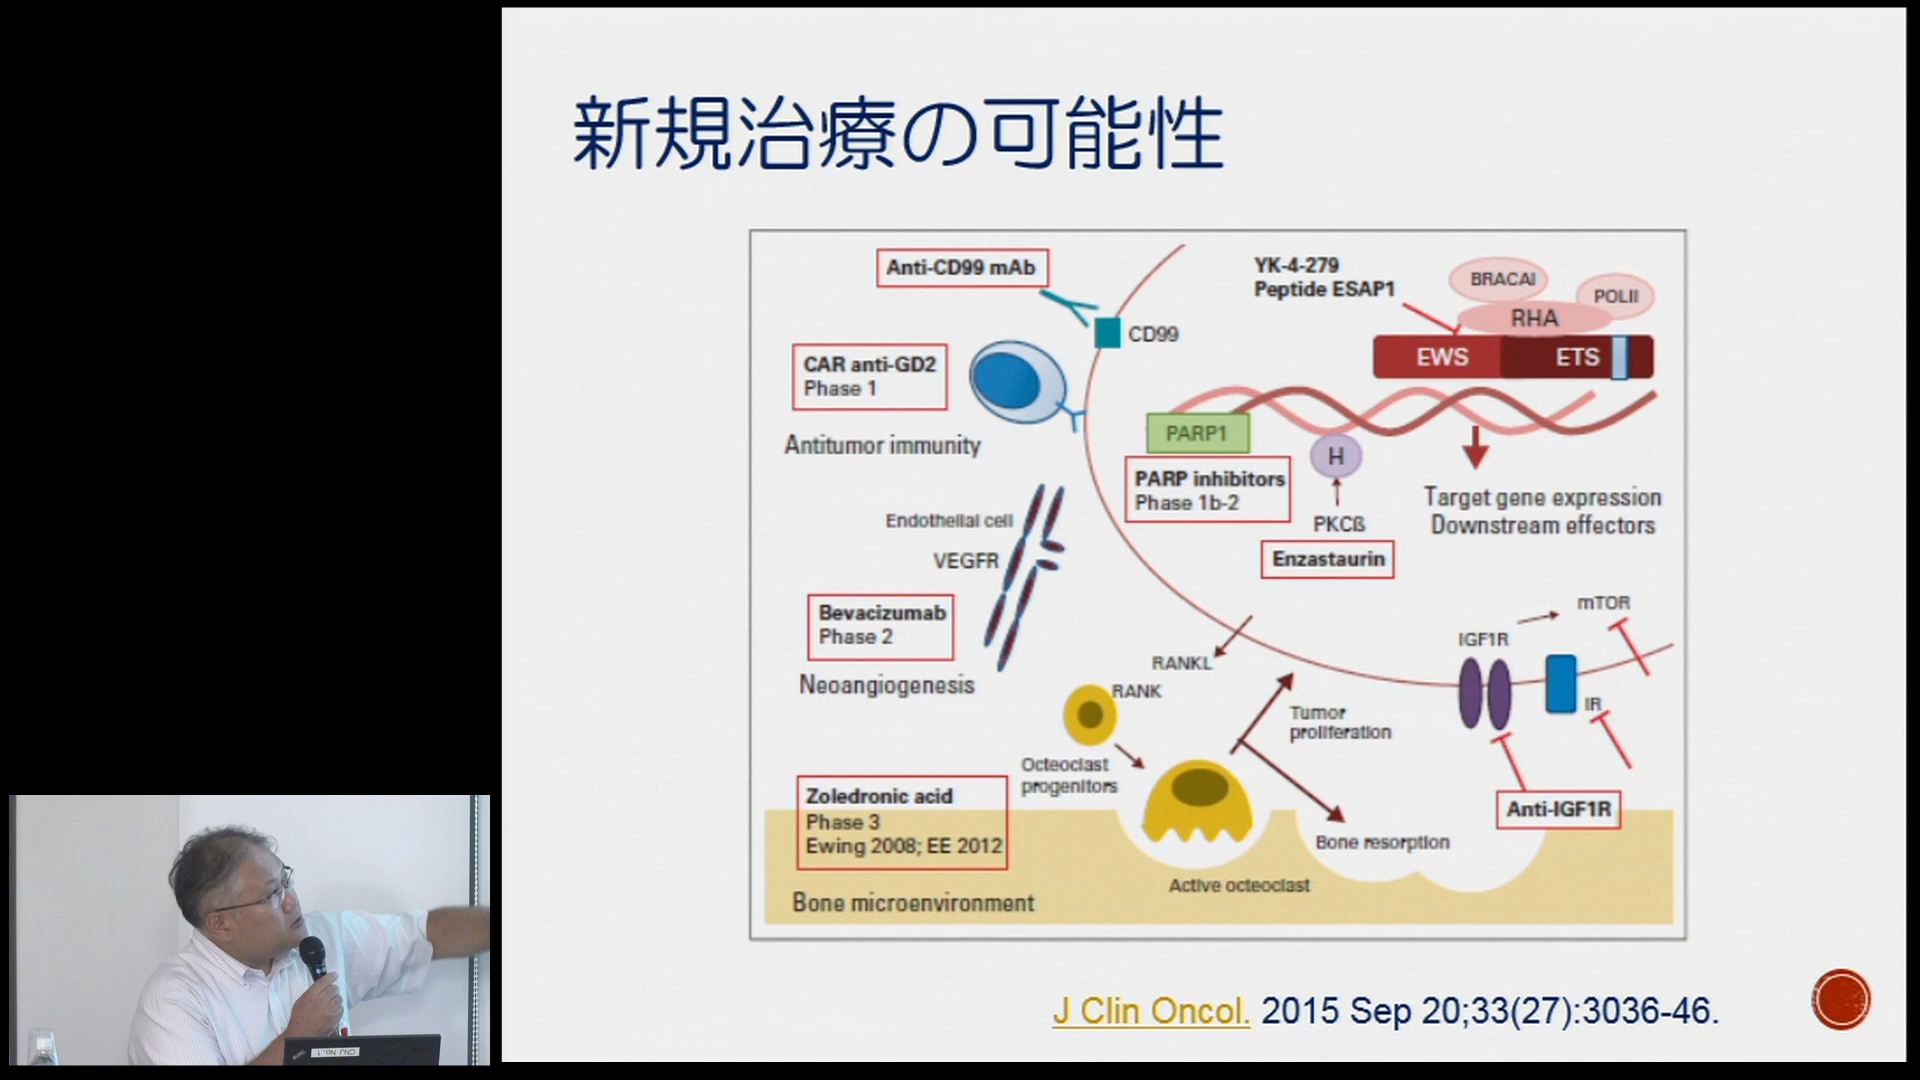 新規治療の可能性
Anti-CD99 mAb
CD99
CAR anti-GD2
Phase 1
Antitumor immunity
YK-4-279
Peptide ESAP1
BRACAI
POLII
RHA
EWS
ETS
PARP1
PARP inhibitors
Phase 1b-2
H
PKCß
Enzastaurin
Target gene expression
Downstream effectors
Endothelial cell
VEGFR
Bevacizumab
Phase 2
Neoangiogenesis
RANKL
RANK
Octeoclast
progenitors
Tumor
proliferation
IGF1R
mTOR
IR
Anti-IGF1R
Zoledronic acid
Phase 3
Ewing 2008; EE 2012
Bone microenvironment
Active octeoclast
Bone resorption
J Clin Oncol. 2015 Sep 20;33(27):3036-46.
CNJ No.1